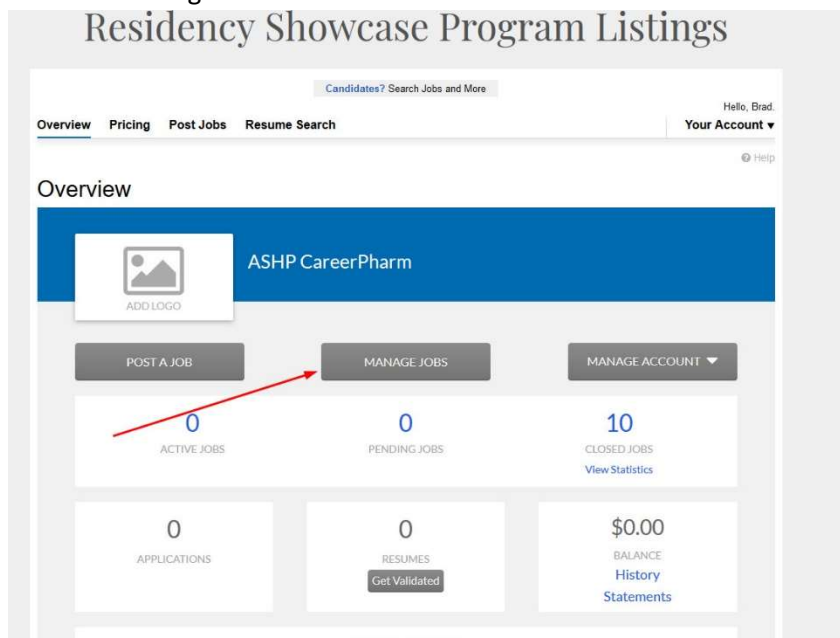 Residency Showcase Program Listings
Candidates? Search Jobs and More
Hello, Brad.
Overview Pricing Post Jobs Resume Search Your Account ▾
Help
Overview
ASHP CareerPharm
ADD LOGO
POST A JOB MANAGE JOBS MANAGE ACCOUNT
0 0 10
ACTIVE JOBS PENDING JOBS CLOSED JOBS
View Statistics
0 0 $0.00
APPLICATIONS RESUMES BALANCE
Get Validated History
Statements